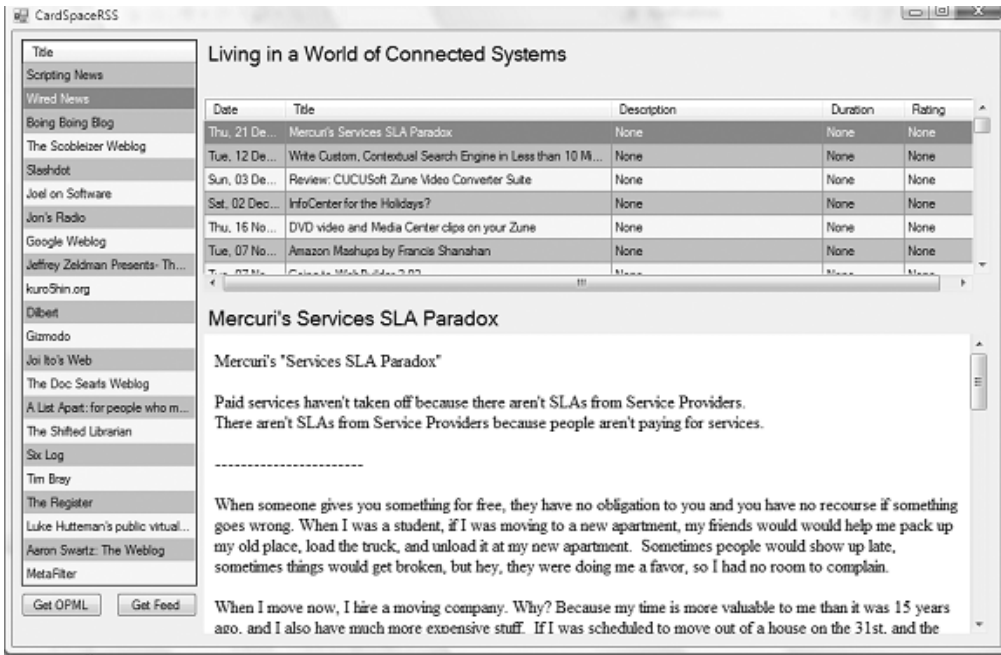 CardSpaceRSS
Title
Scripting News
Wired News
Boing Boing Blog
The Scobleizer Weblog
Slashdot
Joel on Software
Jon's Radio
Google Weblog
Jeffrey Zeldman Presents- Th...
kuro5hin.org
Dilbert
Gizmodo
Joi Ito's Web
The Doc Searls Weblog
A List Apart: for people who m...
The Shifted Librarian
Six Log
Tim Bray
The Register
Luke Hutteman's public virtual...
Aaron Swartz: The Weblog
MetaFilter
Get OPML Get Feed
Living in a World of Connected Systems
Date Title Description Duration Rating
Thu, 21 De... Mercuri's Services SLA Paradox None None None
Tue, 12 De... Write Custom, Contextual Search Engine in Less than 10 Mi... None None None
Sun, 03 De... Review: CUCUSoft Zune Video Converter Suite None None None
Sat, 02 Dec... InfoCenter for the Holidays? None None None
Thu, 16 No... DVD video and Media Center clips on your Zune None None None
Tue, 07 No... Amazon Mashups by Francis Shanahan None None None
Mercuri's Services SLA Paradox
Mercuri's "Services SLA Paradox"
Paid services haven't taken off because there aren't SLAs from Service Providers.
There aren't SLAs from Service Providers because people aren't paying for services.
-----------------------
When someone gives you something for free, they have no obligation to you and you have no recourse if something
goes wrong. When I was a student, if I was moving to a new apartment, my friends would would help me pack up
my old place, load the truck, and unload it at my new apartment. Sometimes people would show up late,
sometimes things would get broken, but hey, they were doing me a favor, so I had no room to complain.
When I move now, I hire a moving company. Why? Because my time is more valuable to me than it was 15 years
ago, and I also have much more expensive stuff. If I was scheduled to move out of a house on the 31st, and the